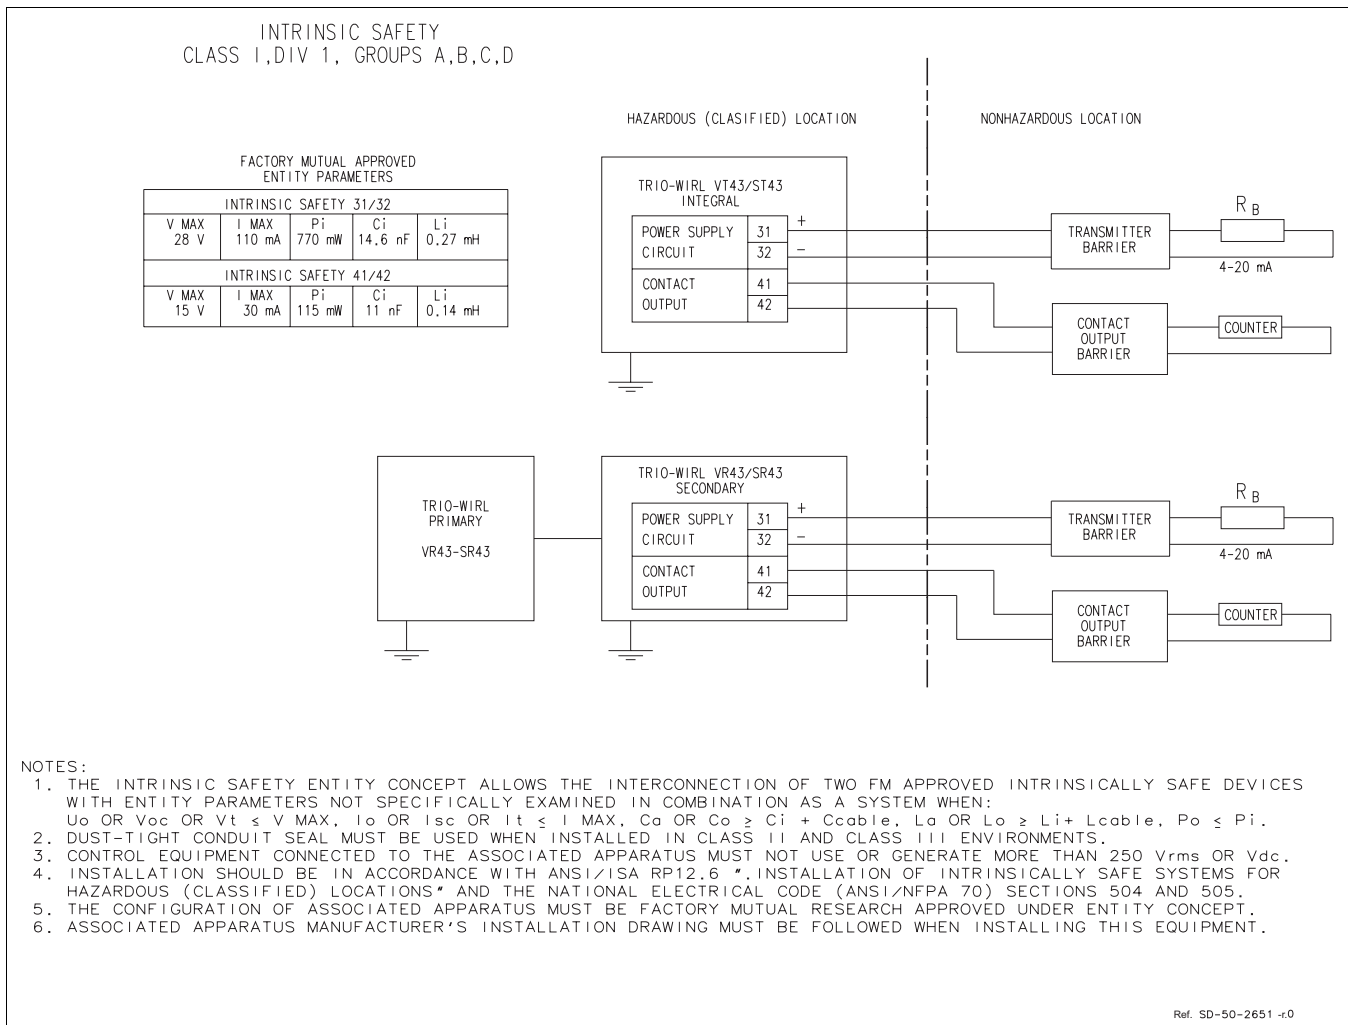 INTRINSIC SAFETY
CLASS I,DIV 1, GROUPS A,B,C,D
HAZARDOUS (CLASIFIED) LOCATION
NONHAZARDOUS LOCATION
FACTORY MUTUAL APPROVED
ENTITY PARAMETERS
INTRINSIC SAFETY 31/32
V MAX I MAX Pi Ci Li
28 V 110 mA 770 mW 14.6 nF 0.27 mH
INTRINSIC SAFETY 41/42
V MAX I MAX Pi Ci Li
15 V 30 mA 115 mW 11 nF 0.14 mH
TRIO-WIRL VT43/ST43
INTEGRAL
POWER SUPPLY 31 +
CIRCUIT 32 −
CONTACT 41
OUTPUT 42
TRANSMITTER
BARRIER
RB
4-20 mA
CONTACT
OUTPUT
BARRIER
COUNTER
TRIO-WIRL
PRIMARY
VR43-SR43
TRIO-WIRL VR43/SR43
SECONDARY
POWER SUPPLY 31 +
CIRCUIT 32 −
CONTACT 41
OUTPUT 42
TRANSMITTER
BARRIER
RB
4-20 mA
CONTACT
OUTPUT
BARRIER
COUNTER
NOTES:
1. THE INTRINSIC SAFETY ENTITY CONCEPT ALLOWS THE INTERCONNECTION OF TWO FM APPROVED INTRINSICALLY SAFE DEVICES
WITH ENTITY PARAMETERS NOT SPECIFICALLY EXAMINED IN COMBINATION AS A SYSTEM WHEN:
Uo OR Voc OR Vt ≤ V MAX, Io OR Isc OR It ≤ I MAX, Ca OR Co ≥ Ci + Ccable, La OR Lo ≥ Li+ Lcable, Po ≤ Pi.
2. DUST-TIGHT CONDUIT SEAL MUST BE USED WHEN INSTALLED IN CLASS II AND CLASS III ENVIRONMENTS.
3. CONTROL EQUIPMENT CONNECTED TO THE ASSOCIATED APPARATUS MUST NOT USE OR GENERATE MORE THAN 250 Vrms OR Vdc.
4. INSTALLATION SHOULD BE IN ACCORDANCE WITH ANSI/ISA RP12.6 ".INSTALLATION OF INTRINSICALLY SAFE SYSTEMS FOR
HAZARDOUS (CLASSIFIED) LOCATIONS" AND THE NATIONAL ELECTRICAL CODE (ANSI/NFPA 70) SECTIONS 504 AND 505.
5. THE CONFIGURATION OF ASSOCIATED APPARATUS MUST BE FACTORY MUTUAL RESEARCH APPROVED UNDER ENTITY CONCEPT.
6. ASSOCIATED APPARATUS MANUFACTURER'S INSTALLATION DRAWING MUST BE FOLLOWED WHEN INSTALLING THIS EQUIPMENT.
Ref. SD-50-2651 -r.0